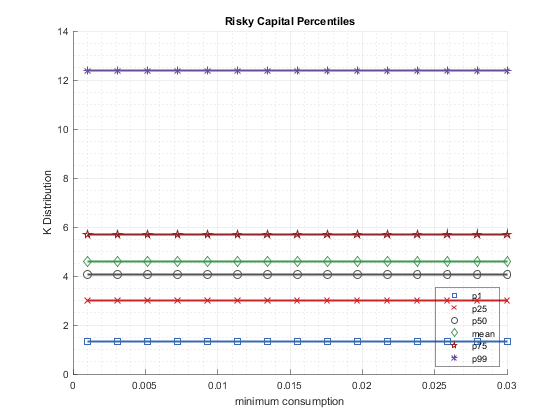 Risky Capital Percentiles
14
12
10
8
6
4
2
0
K Distribution
p1
p25
p50
mean
p75
p99
0
0.005
0.01
0.015
0.02
0.025
0.03
minimum consumption